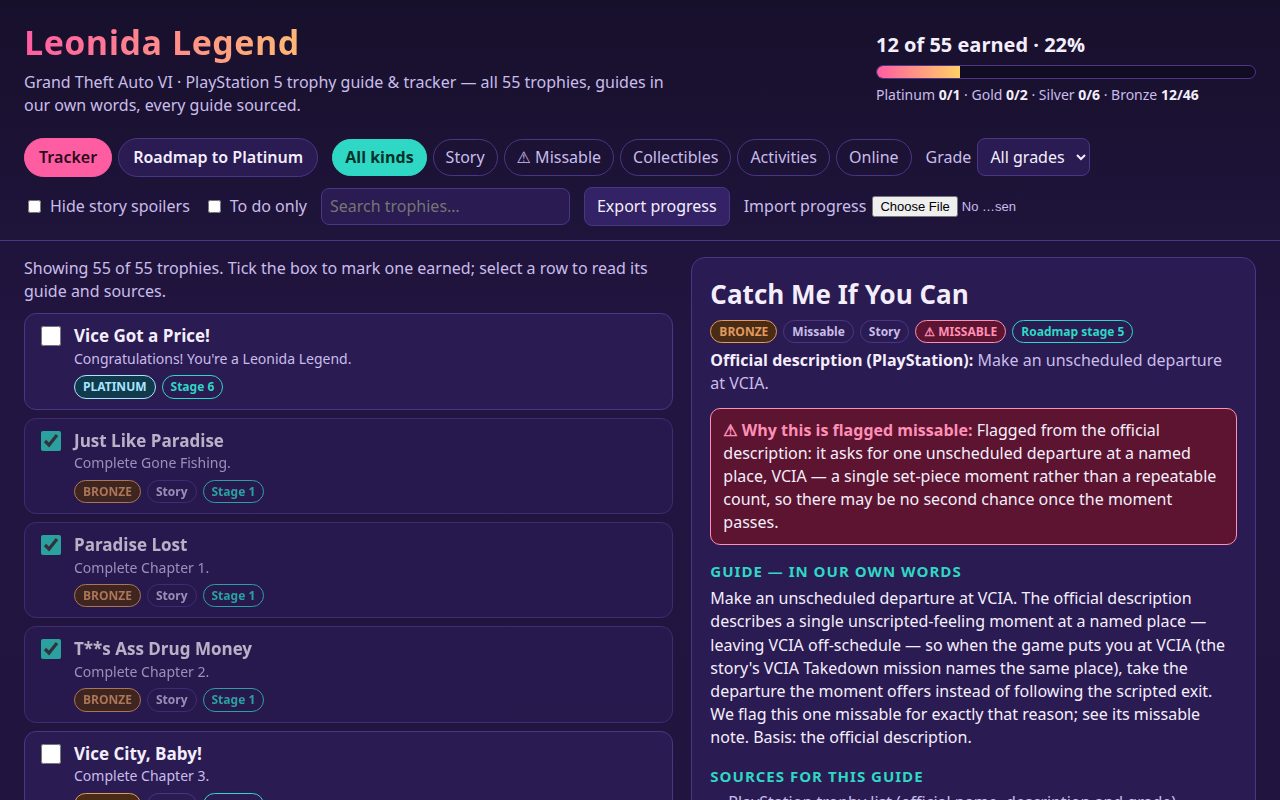 Leonida Legend
Grand Theft Auto VI · PlayStation 5 trophy guide & tracker — all 55 trophies, guides in
our own words, every guide sourced.
12 of 55 earned · 22%
Platinum 0/1 · Gold 0/2 · Silver 0/6 · Bronze 12/46
Tracker
Roadmap to Platinum
All kinds
Story
⚠ Missable
Collectibles
Activities
Online
Grade
All grades
Hide story spoilers
To do only
Search trophies...
Export progress
Import progress
Choose File
No ...sen
Showing 55 of 55 trophies. Tick the box to mark one earned; select a row to read its
guide and sources.
Vice Got a Price!
Congratulations! You're a Leonida Legend.
PLATINUM
Stage 6
Just Like Paradise
Complete Gone Fishing.
BRONZE
Story
Stage 1
Paradise Lost
Complete Chapter 1.
BRONZE
Story
Stage 1
T**s Ass Drug Money
Complete Chapter 2.
BRONZE
Story
Stage 1
Vice City, Baby!
Complete Chapter 3.
Catch Me If You Can
BRONZE
Missable
Story
⚠ MISSABLE
Roadmap stage 5
Official description (PlayStation): Make an unscheduled departure
at VCIA.
⚠ Why this is flagged missable: Flagged from the official
description: it asks for one unscheduled departure at a named
place, VCIA — a single set-piece moment rather than a repeatable
count, so there may be no second chance once the moment
passes.
GUIDE — IN OUR OWN WORDS
Make an unscheduled departure at VCIA. The official description
describes a single unscripted-feeling moment at a named place —
leaving VCIA off-schedule — so when the game puts you at VCIA (the
story's VCIA Takedown mission names the same place), take the
departure the moment offers instead of following the scripted exit.
We flag this one missable for exactly that reason; see its missable
note. Basis: the official description.
SOURCES FOR THIS GUIDE
PlayStation trophy list (official name, description and grade)